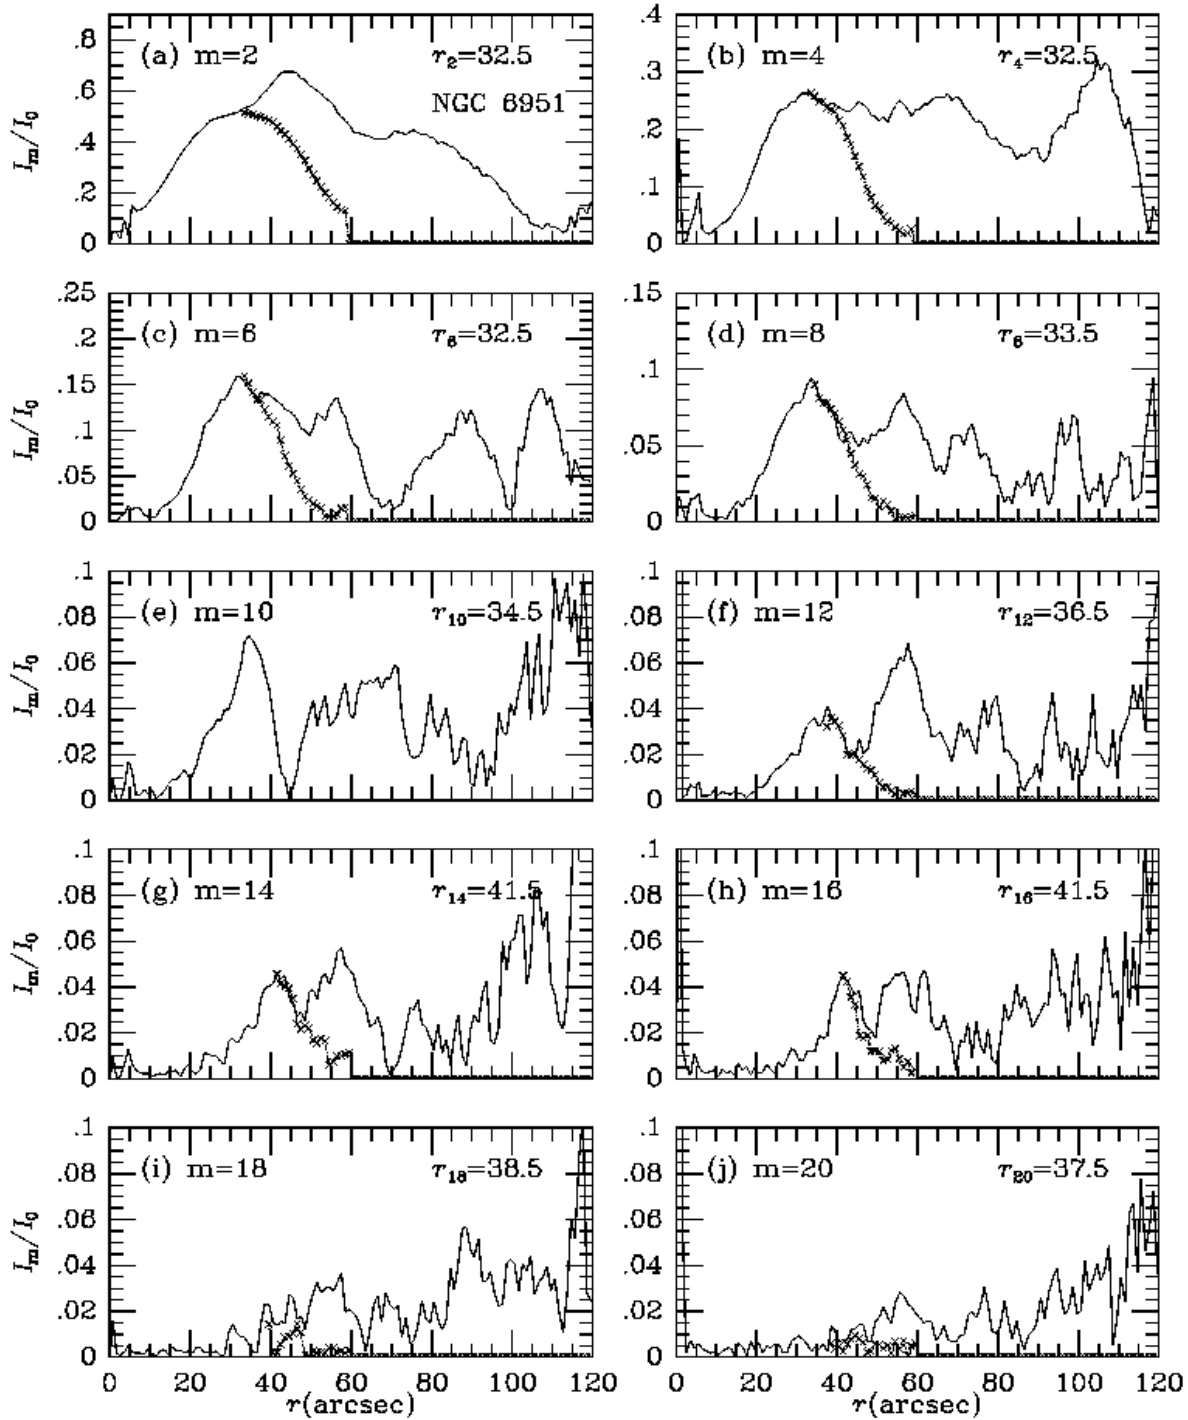 .8
(a) m=2
r2=32.5
NGC 6951
.6
.4
.2
0
Im/I0
.4
(b) m=4
r4=32.5
.3
.2
.1
0
.25
(c) m=6
r6=32.5
.2
.15
.1
.05
0
Im/I0
.15
(d) m=8
r8=33.5
.1
.05
0
.1
(e) m=10
r10=34.5
.08
.06
.04
.02
0
Im/I0
.1
(f) m=12
r12=36.5
.08
.06
.04
.02
0
.1
(g) m=14
r14=41.5
.08
.06
.04
.02
0
Im/I0
.1
(h) m=16
r16=41.5
.08
.06
.04
.02
0
.1
(i) m=18
r18=38.5
.08
.06
.04
.02
0
Im/I0
0 20 40 60 80 100 120
r(arcsec)
.1
(j) m=20
r20=37.5
.08
.06
.04
.02
0
0 20 40 60 80 100 120
r(arcsec)